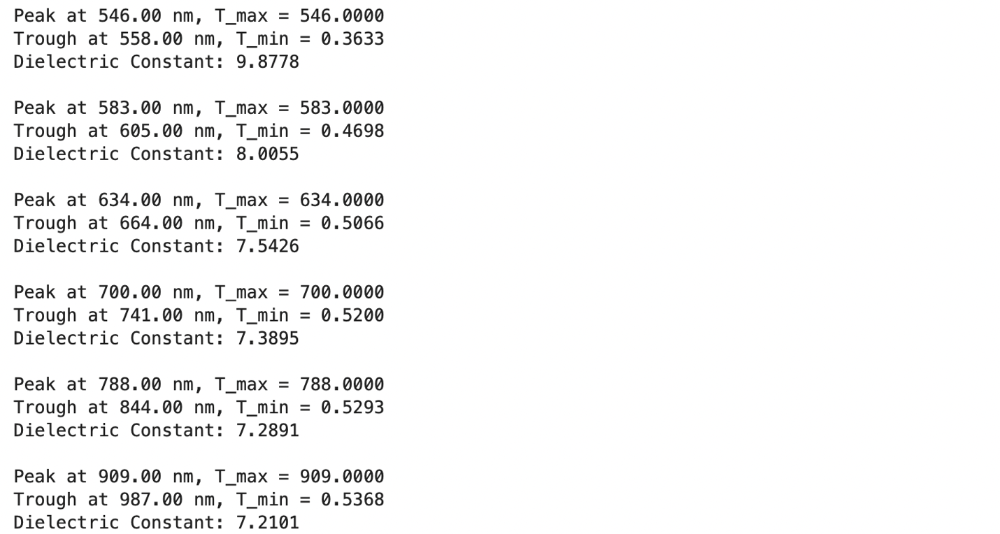 Peak at 546.00 nm, T_max = 546.0000
Trough at 558.00 nm, T_min = 0.3633
Dielectric Constant: 9.8778
Peak at 583.00 nm, T_max = 583.0000
Trough at 605.00 nm, T_min = 0.4698
Dielectric Constant: 8.0055
Peak at 634.00 nm, T_max = 634.0000
Trough at 664.00 nm, T_min = 0.5066
Dielectric Constant: 7.5426
Peak at 700.00 nm, T_max = 700.0000
Trough at 741.00 nm, T_min = 0.5200
Dielectric Constant: 7.3895
Peak at 788.00 nm, T_max = 788.0000
Trough at 844.00 nm, T_min = 0.5293
Dielectric Constant: 7.2891
Peak at 909.00 nm, T_max = 909.0000
Trough at 987.00 nm, T_min = 0.5368
Dielectric Constant: 7.2101